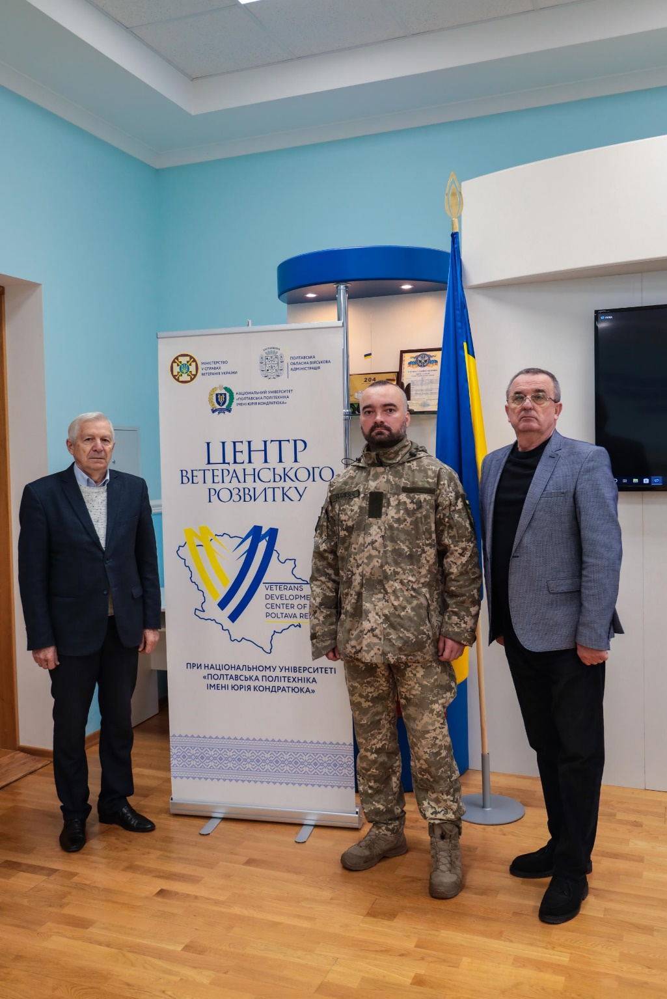 МІНІСТЕРСТВО
У СПРАВАХ
ВЕТЕРАНІВ УКРАЇНИ
ПОЛТАВСЬКА
ОБЛАСНА ВІЙСЬКОВА
АДМІНІСТРАЦІЯ
НАЦІОНАЛЬНИЙ УНІВЕРСИТЕТ
«ПОЛТАВСЬКА ПОЛІТЕХНІКА
ІМЕНІ ЮРІЯ КОНДРАТЮКА»
ЦЕНТР
ВЕТЕРАНСЬКОГО
РОЗВИТКУ
VETERANS
DEVELOPME
CENTER OF
POLTAVA RE
ПРИ НАЦІОНАЛЬНОМУ УНІВЕРСИТЕТІ
«ПОЛТАВСЬКА ПОЛІТЕХНІКА
ІМЕНІ ЮРІЯ КОНДРАТЮКА»
204